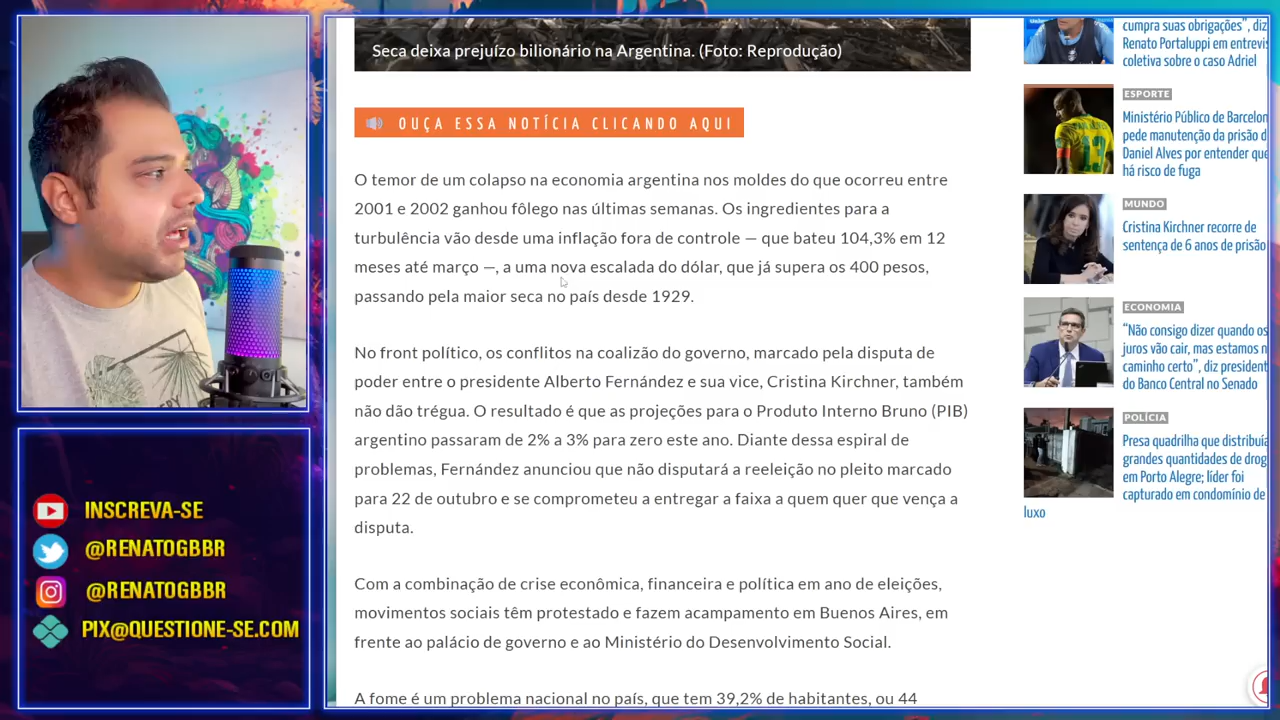 Seca deixa prejuízo bilionário na Argentina. (Foto: Reprodução)
OUÇA ESSA NOTÍCIA CLICANDO AQUI
O temor de um colapso na economia argentina nos moldes do que ocorreu entre
2001 e 2002 ganhou fôlego nas últimas semanas. Os ingredientes para a
turbulência vão desde uma inflação fora de controle — que bateu 104,3% em 12
meses até março —, a uma nova escalada do dólar, que já supera os 400 pesos,
passando pela maior seca no país desde 1929.
No front político, os conflitos na coalizão do governo, marcado pela disputa de
poder entre o presidente Alberto Fernández e sua vice, Cristina Kirchner, também
não dão trégua. O resultado é que as projeções para o Produto Interno Bruno (PIB)
argentino passaram de 2% a 3% para zero este ano. Diante dessa espiral de
problemas, Fernández anunciou que não disputará a reeleição no pleito marcado
para 22 de outubro e se comprometeu a entregar a faixa a quem quer que vença a
disputa.
Com a combinação de crise econômica, financeira e política em ano de eleições,
movimentos sociais têm protestado e fazem acampamento em Buenos Aires, em
frente ao palácio de governo e ao Ministério do Desenvolvimento Social.
A fome é um problema nacional no país, que tem 39,2% de habitantes, ou 44
cumpra suas obrigações", diz
Renato Portaluppi em entrevis
coletiva sobre o caso Adriel
ESPORTE
Ministério Público de Barcelon
pede manutenção da prisão d
Daniel Alves por entender que
há risco de fuga
MUNDO
Cristina Kirchner recorre de
sentença de 6 anos de prisão
ECONOMIA
“Não consigo dizer quando os
juros vão cair, mas estamos n
caminho certo”, diz president
do Banco Central no Senado
POLÍCIA
Presa quadrilha que distribuía
grandes quantidades de drog
em Porto Alegre; líder foi
capturado em condomínio de
luxo
INSCREVA-SE
@RENATOGBBR
@RENATOGBBR
PIX@QUESTIONE-SE.COM